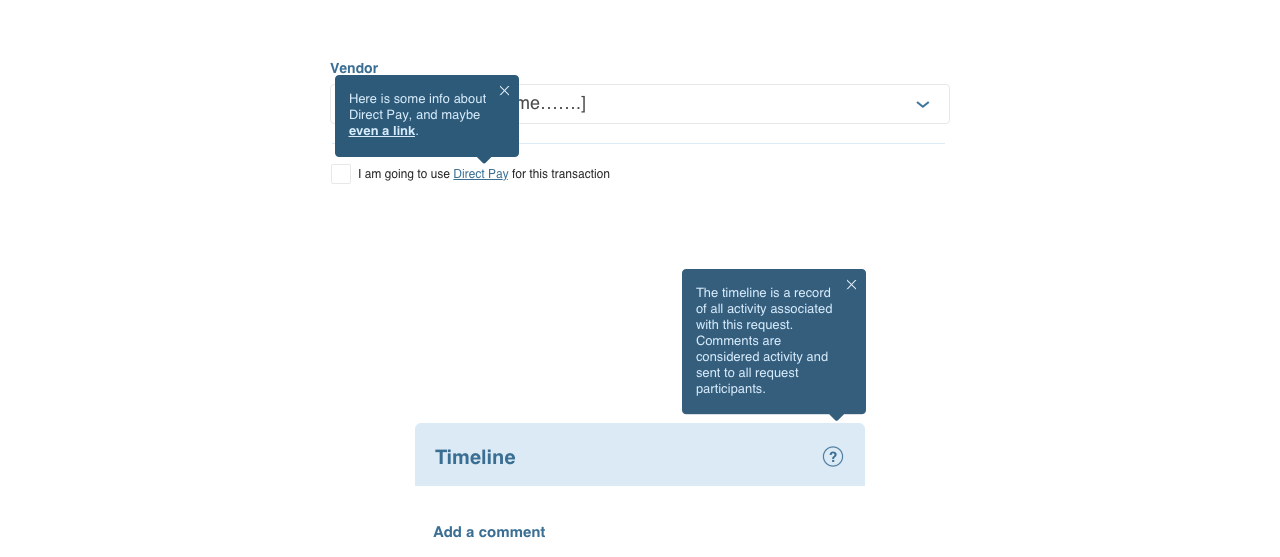 Vendor
Here is some info about
Direct Pay, and maybe
even a link.
me.......]
I am going to use Direct Pay for this transaction
The timeline is a record
of all activity associated
with this request.
Comments are
considered activity and
sent to all request
participants.
Timeline
?
Add a comment